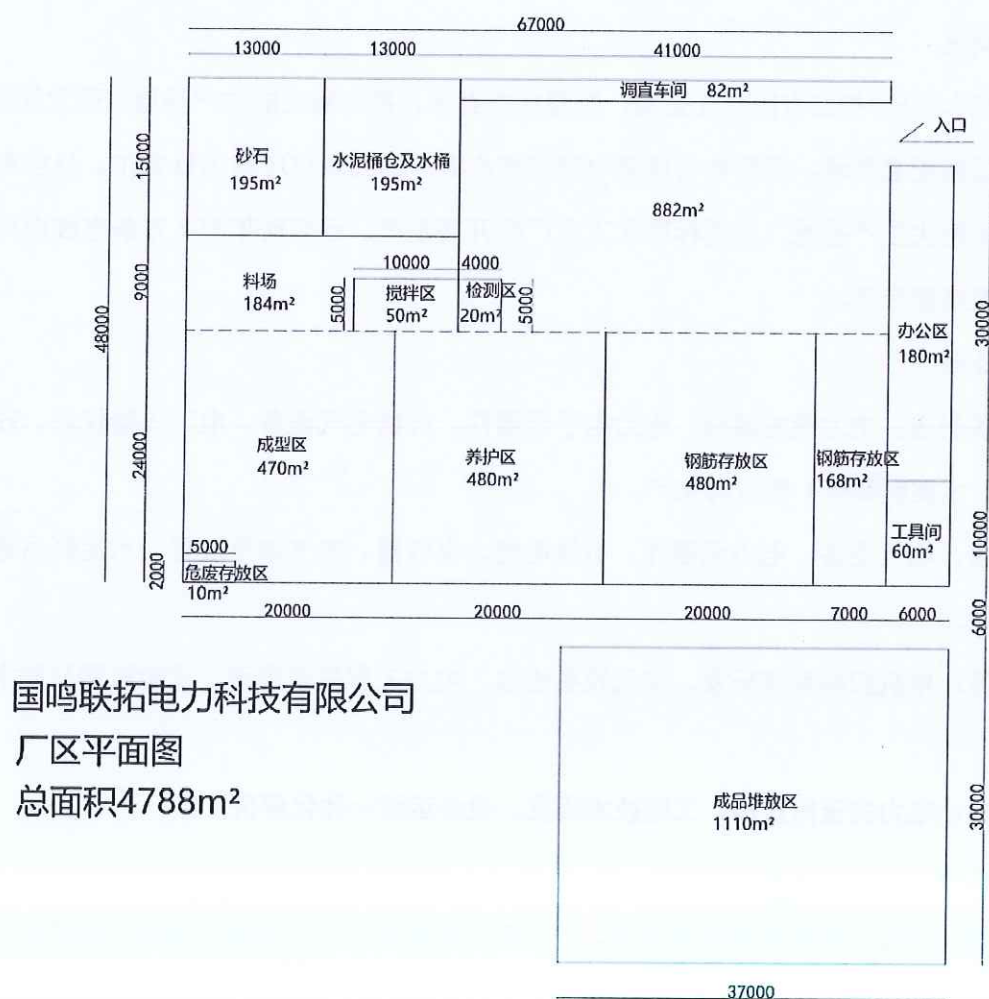 67000
13000
13000
41000
调直车间 82m²
入口
砂石
195m²
水泥桶仓及水桶
195m²
882m²
15000
9000
48000
24000
2000
料场
184m²
10000
4000
5000
搅拌区
50m²
检测区
20m²
5000
办公区
180m²
30000
成型区
470m²
养护区
480m²
钢筋存放区
480m²
钢筋存放区
168m²
工具间
60m²
10000
5000
危废存放区
10m²
20000
20000
20000
7000
6000
6000
国鸣联拓电力科技有限公司
厂区平面图
总面积4788m²
成品堆放区
1110m²
30000
37000